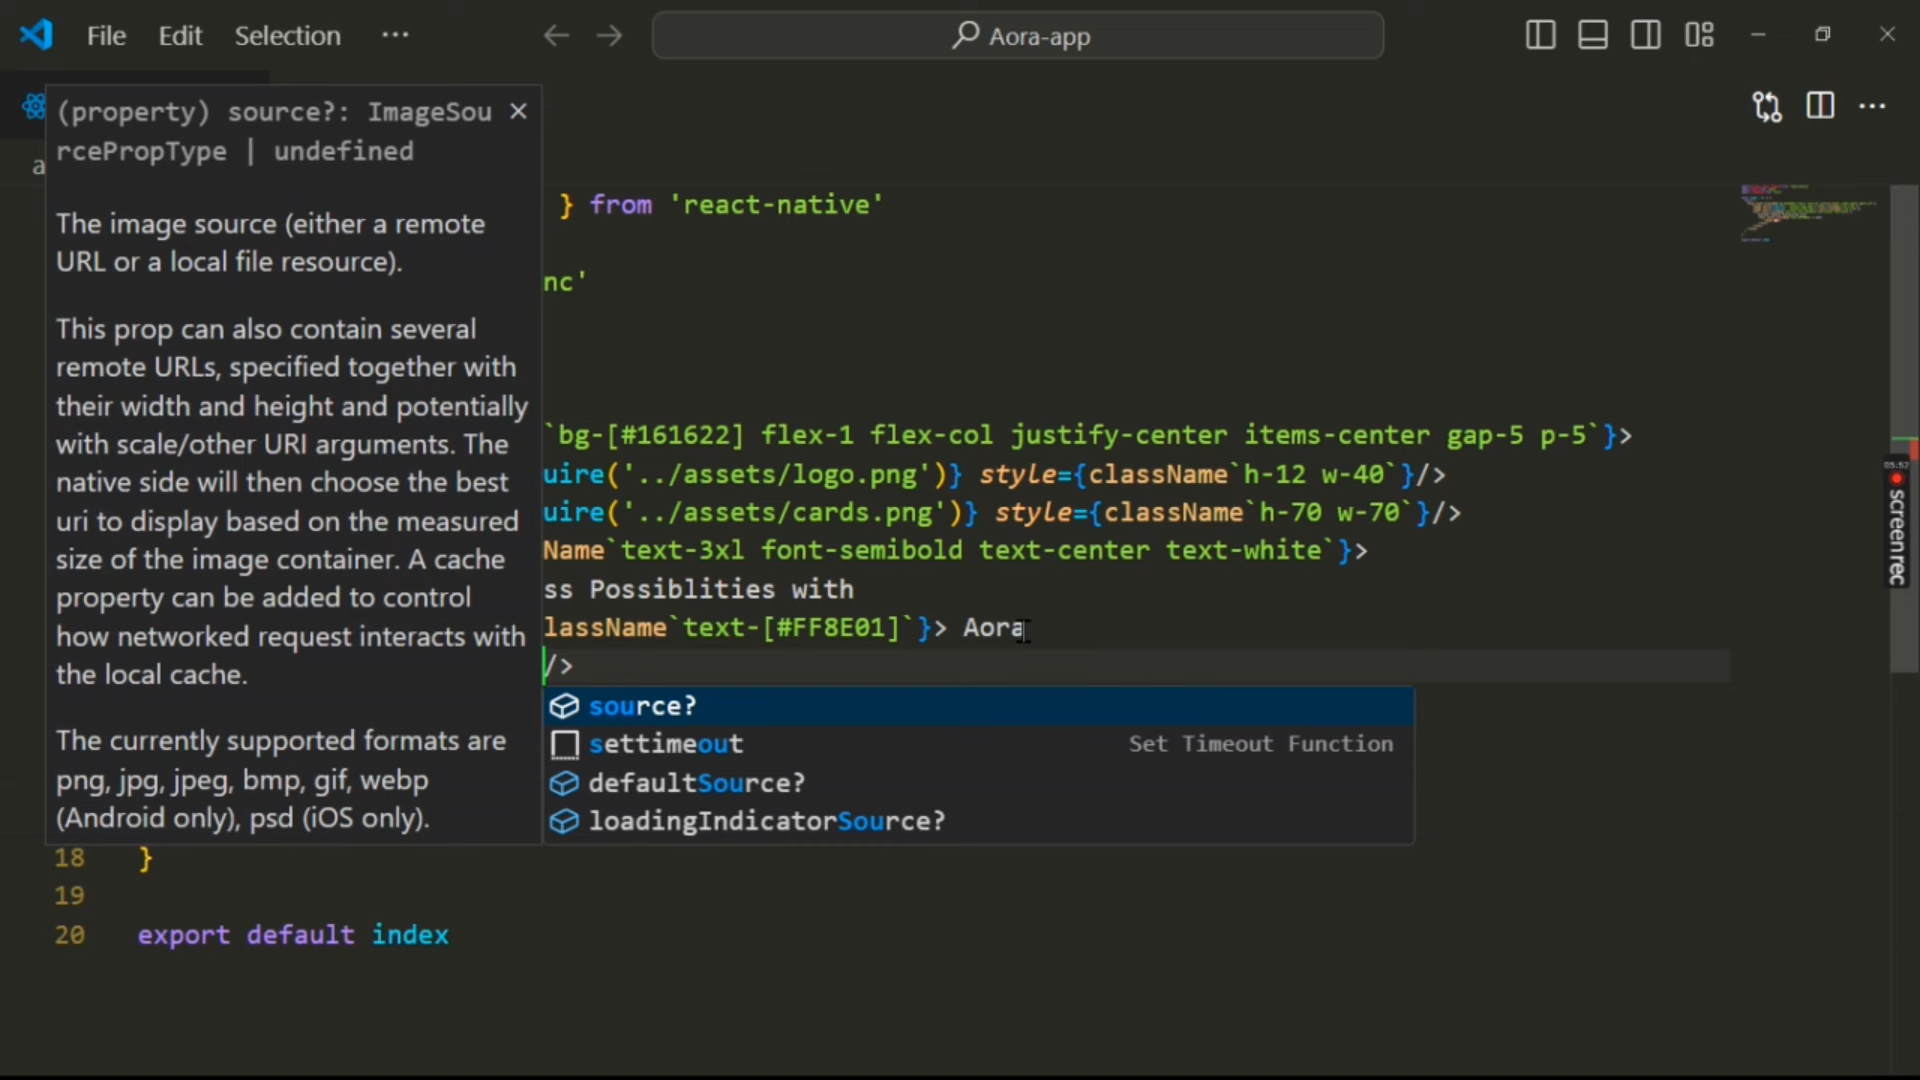 File Edit Selection ··· Aora-app
(property) source?: ImageSou
rcePropType | undefined
The image source (either a remote
URL or a local file resource).
This prop can also contain several
remote URLs, specified together with
their width and height and potentially
with scale/other URI arguments. The
native side will then choose the best
uri to display based on the measured
size of the image container. A cache
property can be added to control
how networked request interacts with
the local cache.
The currently supported formats are
png, jpg, jpeg, bmp, gif, webp
(Android only), psd (iOS only).
a
} from 'react-native'
nc'
`bg-[#161622] flex-1 flex-col justify-center items-center gap-5 p-5`}>
uire('../assets/logo.png')} style={className`h-12 w-40`}/>
uire('../assets/cards.png')} style={className`h-70 w-70`}/>
Name`text-3xl font-semibold text-center text-white`}>
ss Possiblities with
lassName`text-[#FF8E01]`}> Aora
/>
source?
settimeout Set Timeout Function
defaultSource?
loadingIndicatorSource?
18 }
19
20 export default index
05:52
screen rec